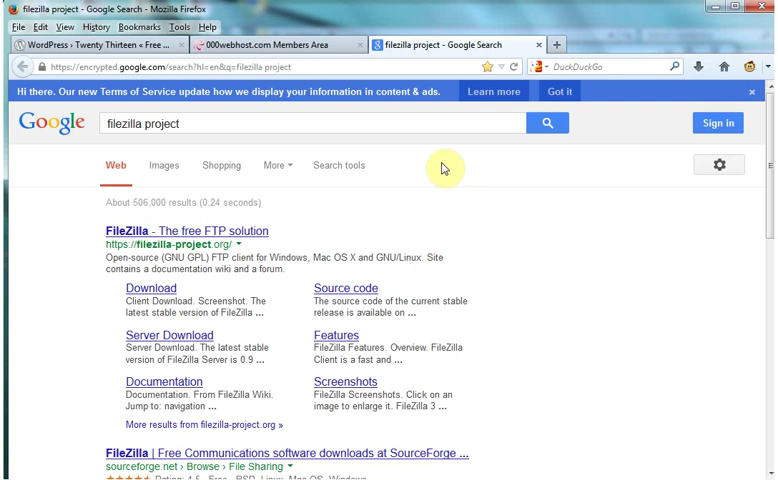 filezilla project - Google Search - Mozilla Firefox
File Edit View History Bookmarks Tools Help
WordPress › Twenty Thirteen « Free ... × 000webhost.com Members Area × filezilla project - Google Search × +
https://encrypted.google.com/search?hl=en&q=filezilla project DuckDuckGo
Hi there. Our new Terms of Service update how we display your information in content & ads. Learn more Got it ×
Google filezilla project Sign in
Web Images Shopping More Search tools
About 506,000 results (0.24 seconds)
FileZilla - The free FTP solution
https://filezilla-project.org/
Open-source (GNU GPL) FTP client for Windows, Mac OS X and GNU/Linux. Site
contains a documentation wiki and a forum.
Download
Client Download. Screenshot. The
latest stable version of FileZilla ...
Source code
The source code of the current stable
release is available on ...
Server Download
Server Download. The latest stable
version of FileZilla Server is 0.9 ...
Features
FileZilla Features. Overview. FileZilla
Client is a fast and ...
Documentation
Documentation. From FileZilla Wiki.
Jump to: navigation ...
Screenshots
FileZilla Screenshots. Click on an
image to enlarge it. FileZilla 3 ...
More results from filezilla-project.org »
FileZilla | Free Communications software downloads at SourceForge ...
sourceforge.net › Browse › File Sharing
Rating: 4.5 - Free - BSD, Linux, Mac OS, Windows